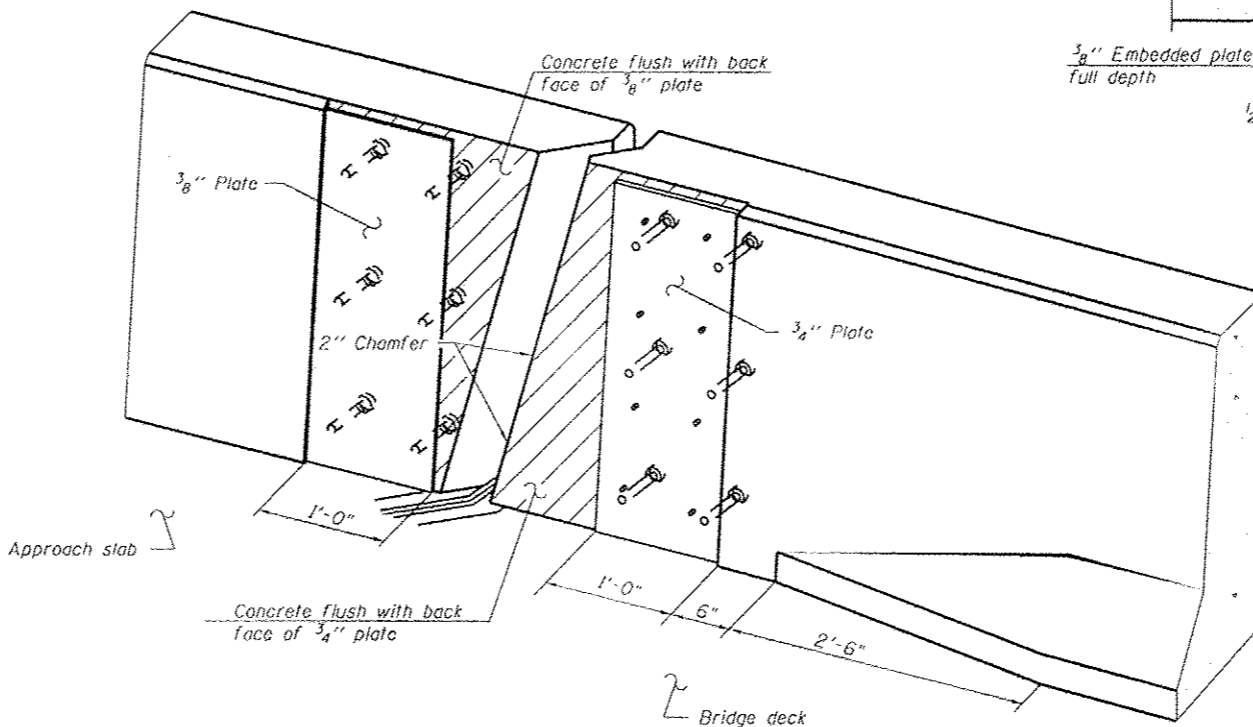 Concrete flush with back
face of 3/8" plate
3/8" Embedded plate
full depth
1/2
3/8" Plate
3/4" Plate
2" Chamfer
1'-0"
Approach slab
1'-0"
6"
2'-6"
Concrete flush with back
face of 3/4" plate
Bridge deck